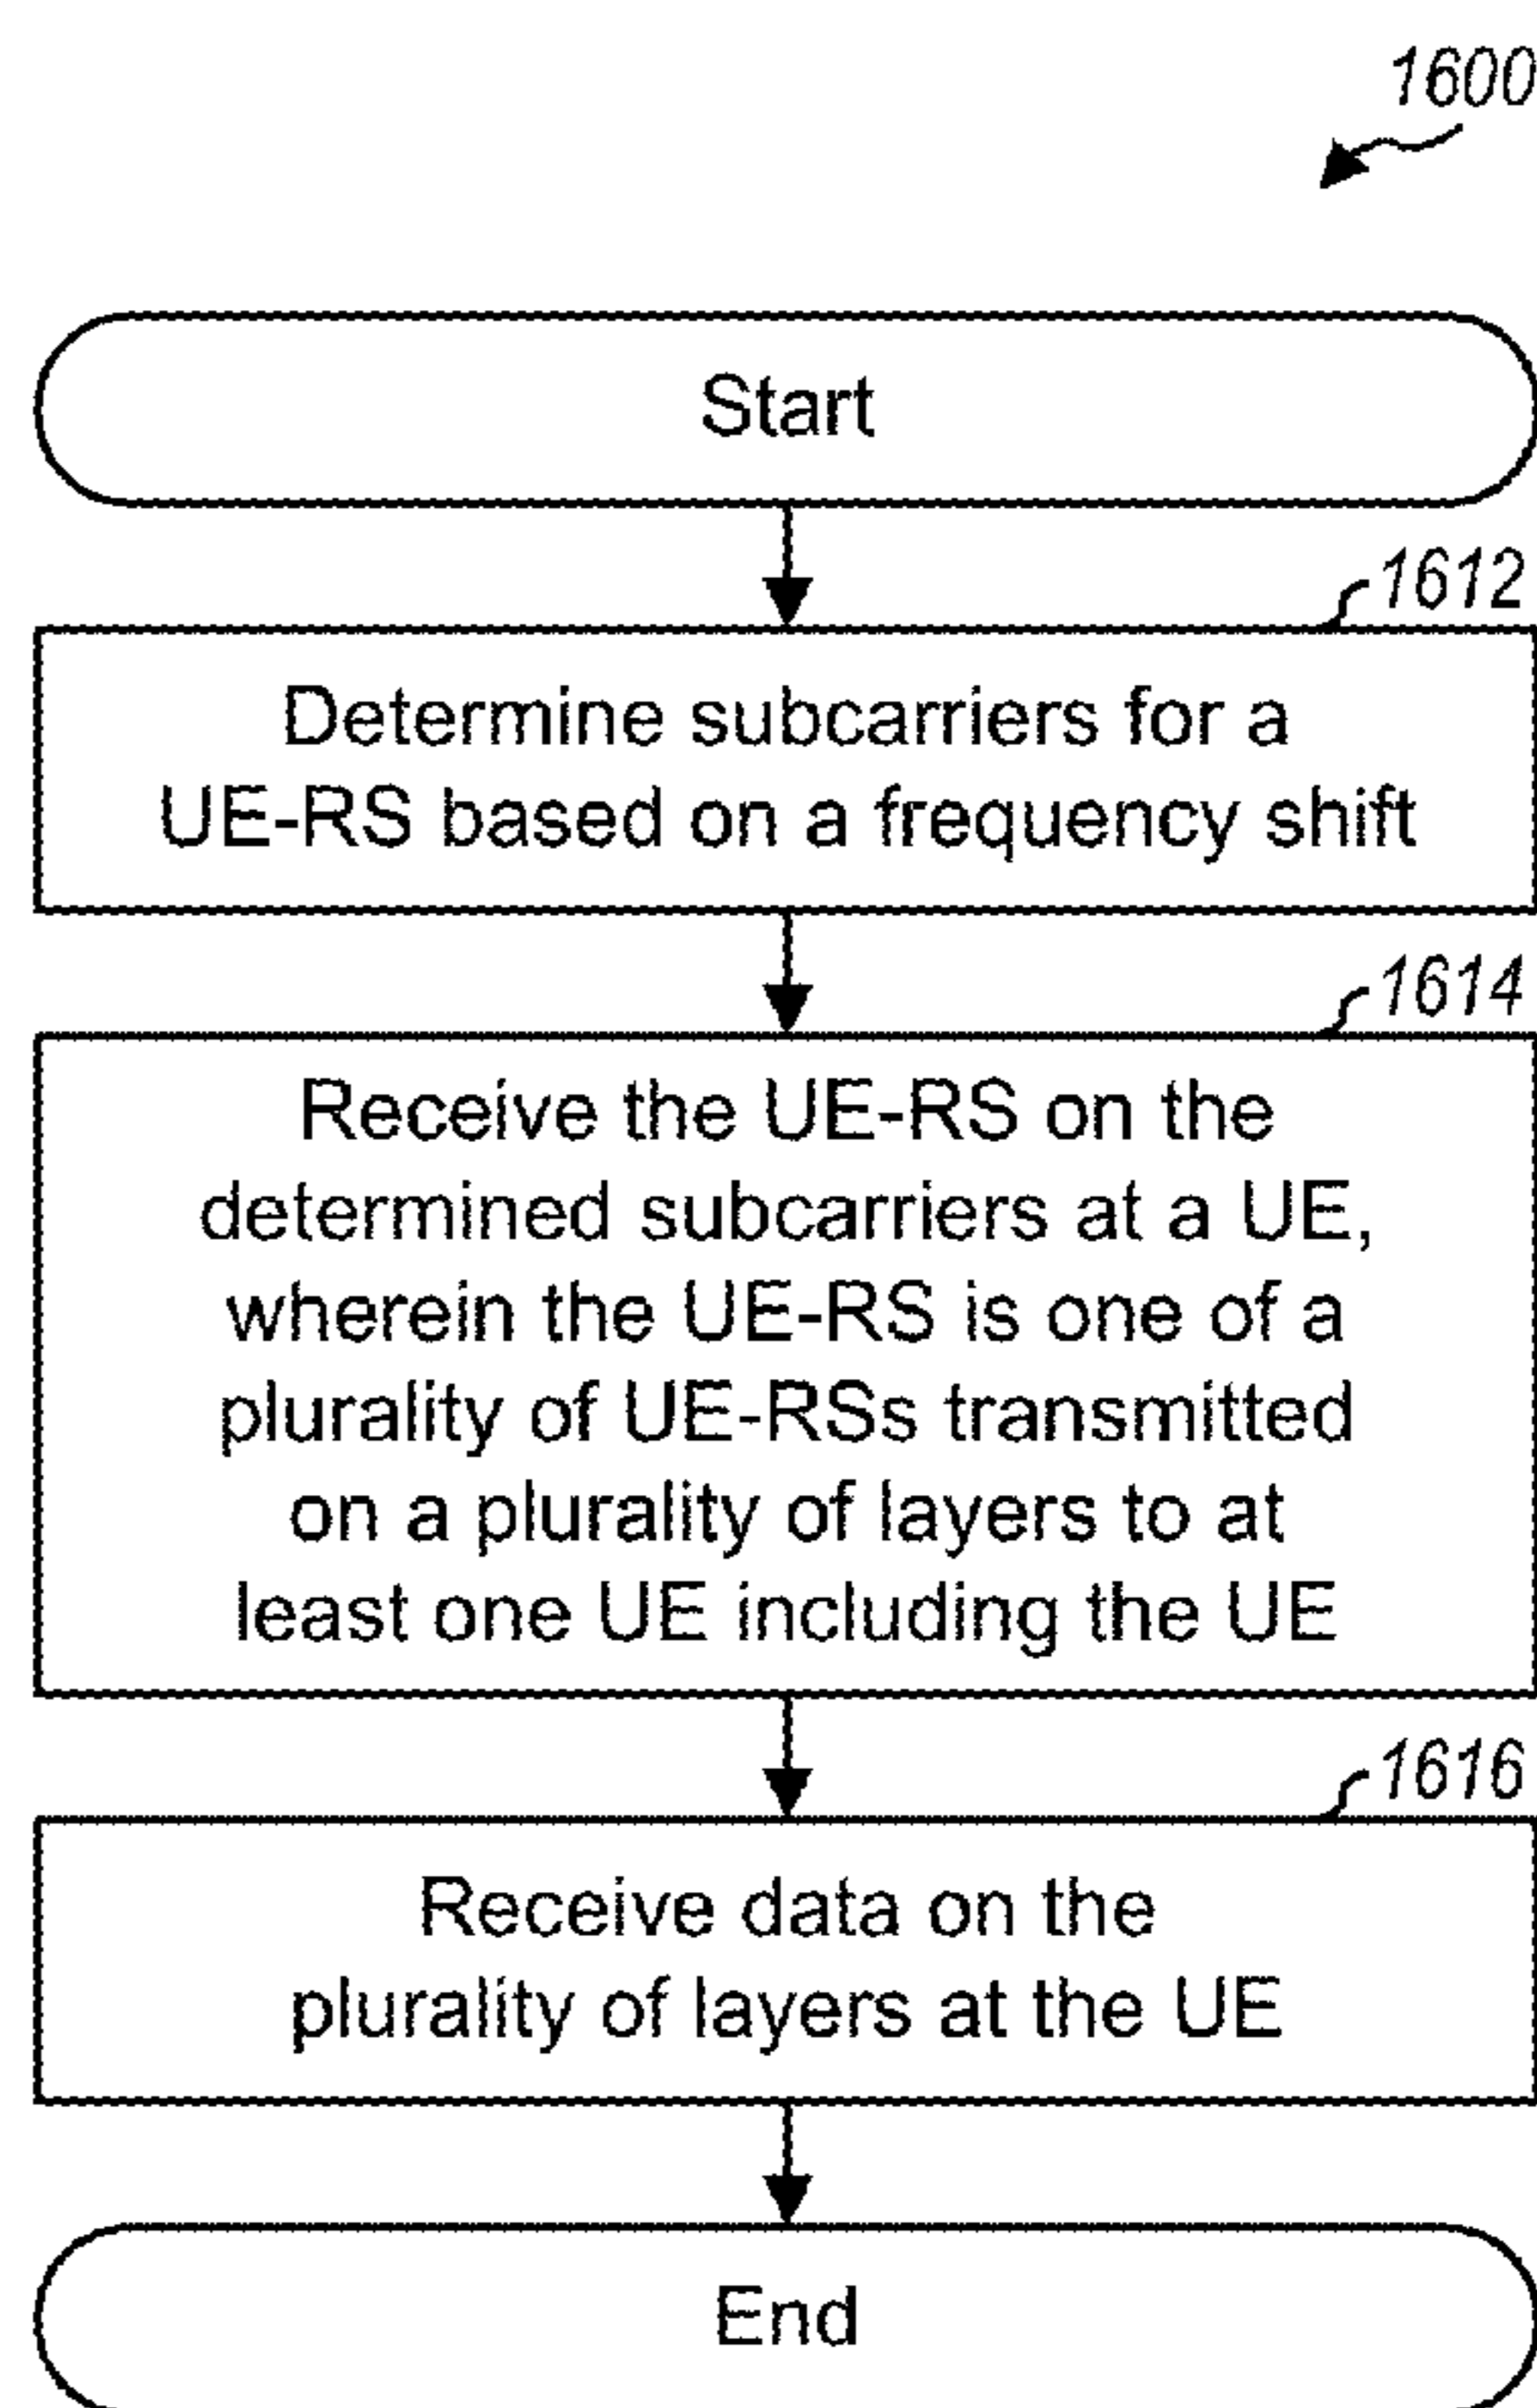 1600
Start
1612
Determine subcarriers for a
UE-RS based on a frequency shift
1614
Receive the UE-RS on the
determined subcarriers at a UE,
wherein the UE-RS is one of a
plurality of UE-RSs transmitted
on a plurality of layers to at
least one UE including the UE
1616
Receive data on the
plurality of layers at the UE
End